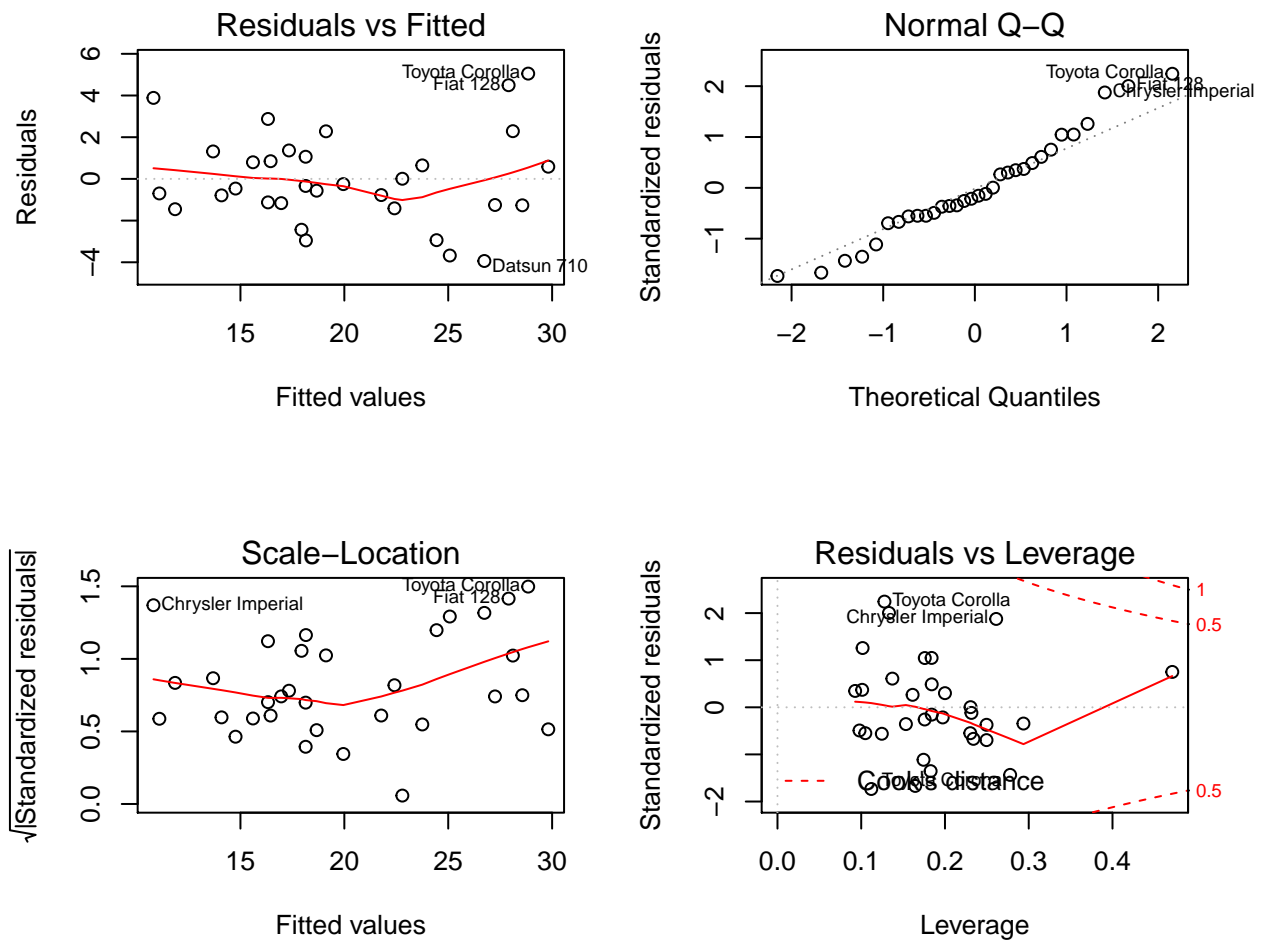 Residuals vs Fitted
Residuals
6
4
2
0
−4
Toyota Corolla
Fiat 128
Datsun 710
15
20
25
30
Fitted values
Normal Q−Q
Standardized residuals
2
1
0
−1
Toyota Corolla
Fiat 128
Chrysler Imperial
−2
−1
0
1
2
Theoretical Quantiles
Scale−Location
√|Standardized residuals|
1.5
1.0
0.5
0.0
Toyota Corolla
Fiat 128
Chrysler Imperial
15
20
25
30
Fitted values
Residuals vs Leverage
Standardized residuals
2
1
0
−1
−2
1
0.5
0.5
Toyota Corolla
Chrysler Imperial
Toyota Corona
Cook's distance
0.0
0.1
0.2
0.3
0.4
Leverage